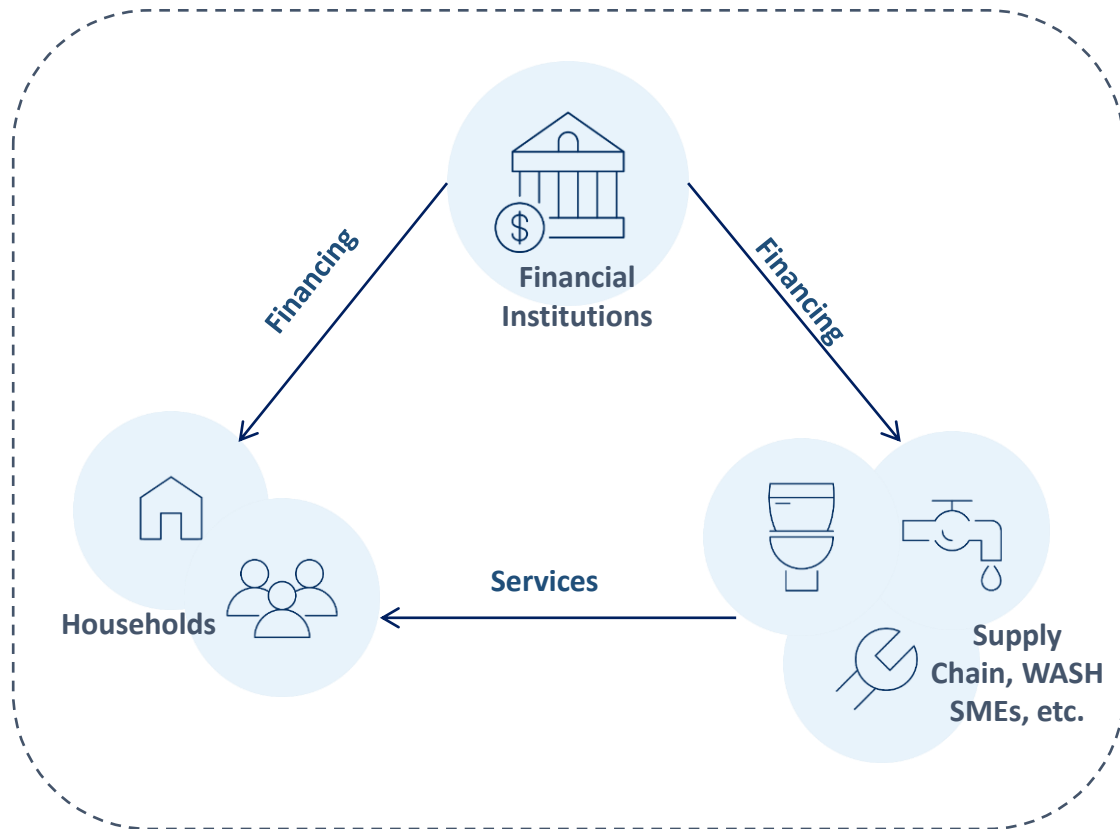 $
Financial
Institutions
Financing
Financing
Households
Services
Supply
Chain, WASH
SMEs, etc.